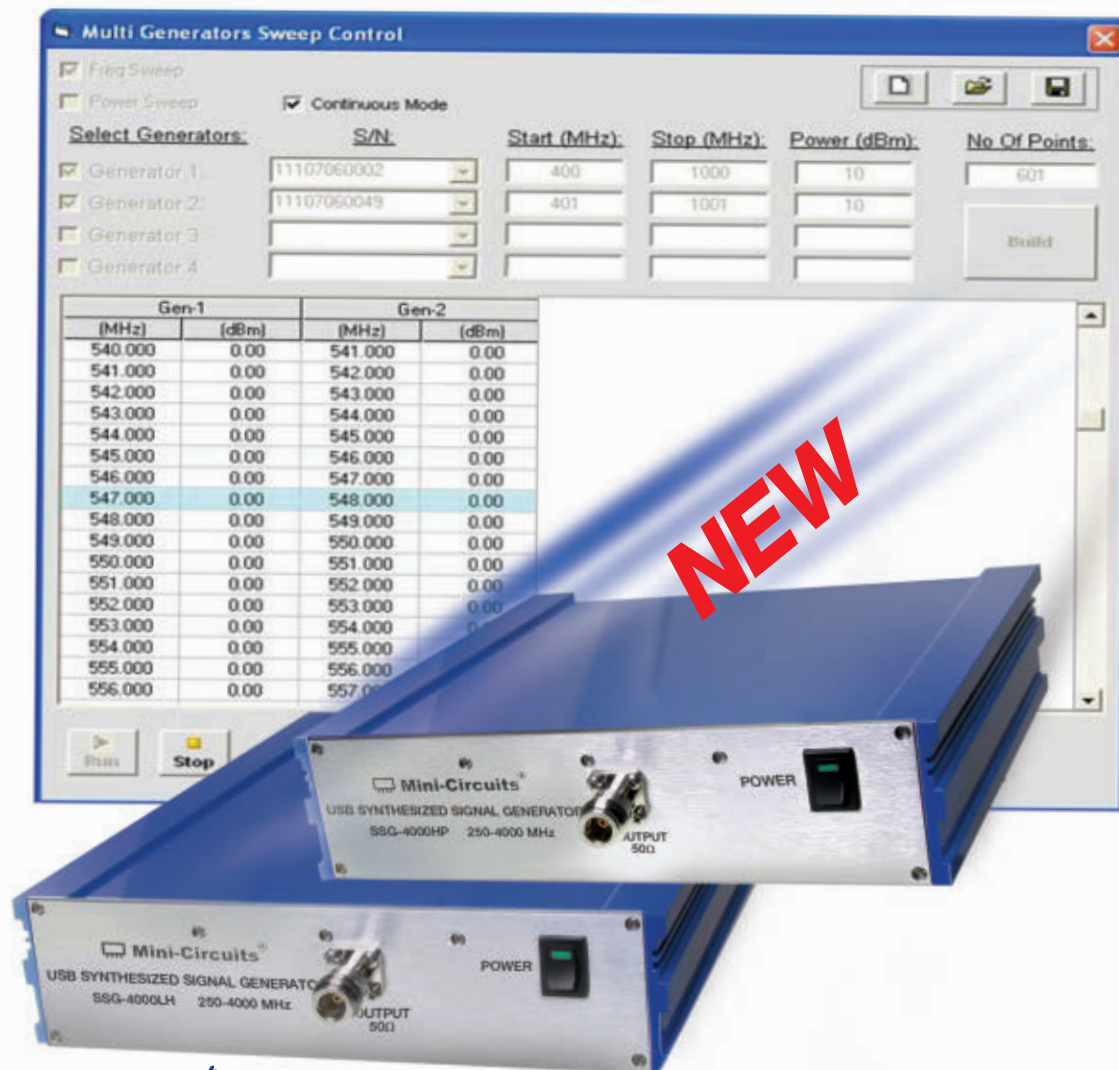 Multi Generators Sweep Control
Freq Sweep
Power Sweep Continuous Mode
Select Generators: S/N: Start (MHz): Stop (MHz): Power (dBm): No Of Points:
Generator 1: 11107060002 400 1000 10 601
Generator 2: 11107060049 401 1001 10
Generator 3 Build
Generator 4
Gen-1 Gen-2
(MHz) (dBm) (MHz) (dBm)
540.000 0.00 541.000 0.00
541.000 0.00 542.000 0.00
542.000 0.00 543.000 0.00
543.000 0.00 544.000 0.00
544.000 0.00 545.000 0.00
545.000 0.00 546.000 0.00
546.000 0.00 547.000 0.00
547.000 0.00 548.000 0.00
548.000 0.00 549.000 0.00
549.000 0.00 550.000 0.00
550.000 0.00 551.000 0.00
551.000 0.00 552.000 0.00
552.000 0.00 553.000 0.00
553.000 0.00 554.000
554.000 0.00 555.000
555.000 0.00 556.000
556.000 0.00
Run Stop
NEW
Mini-Circuits®
USB SYNTHESIZED SIGNAL GENERATOR
SSG-4000HP 250-4000 MHz
OUTPUT
50Ω
POWER
Mini-Circuits®
USB SYNTHESIZED SIGNAL GENERATOR
SSG-4000LH 250-4000 MHz
OUTPUT
50Ω
POWER